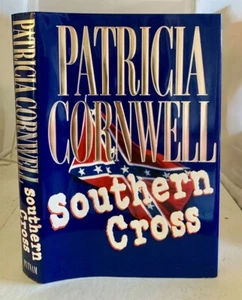 PATRICIA CORNWELL
Southern
Cross
PUTNAM
PATRICIA
CORNWELL
Southern
Cross